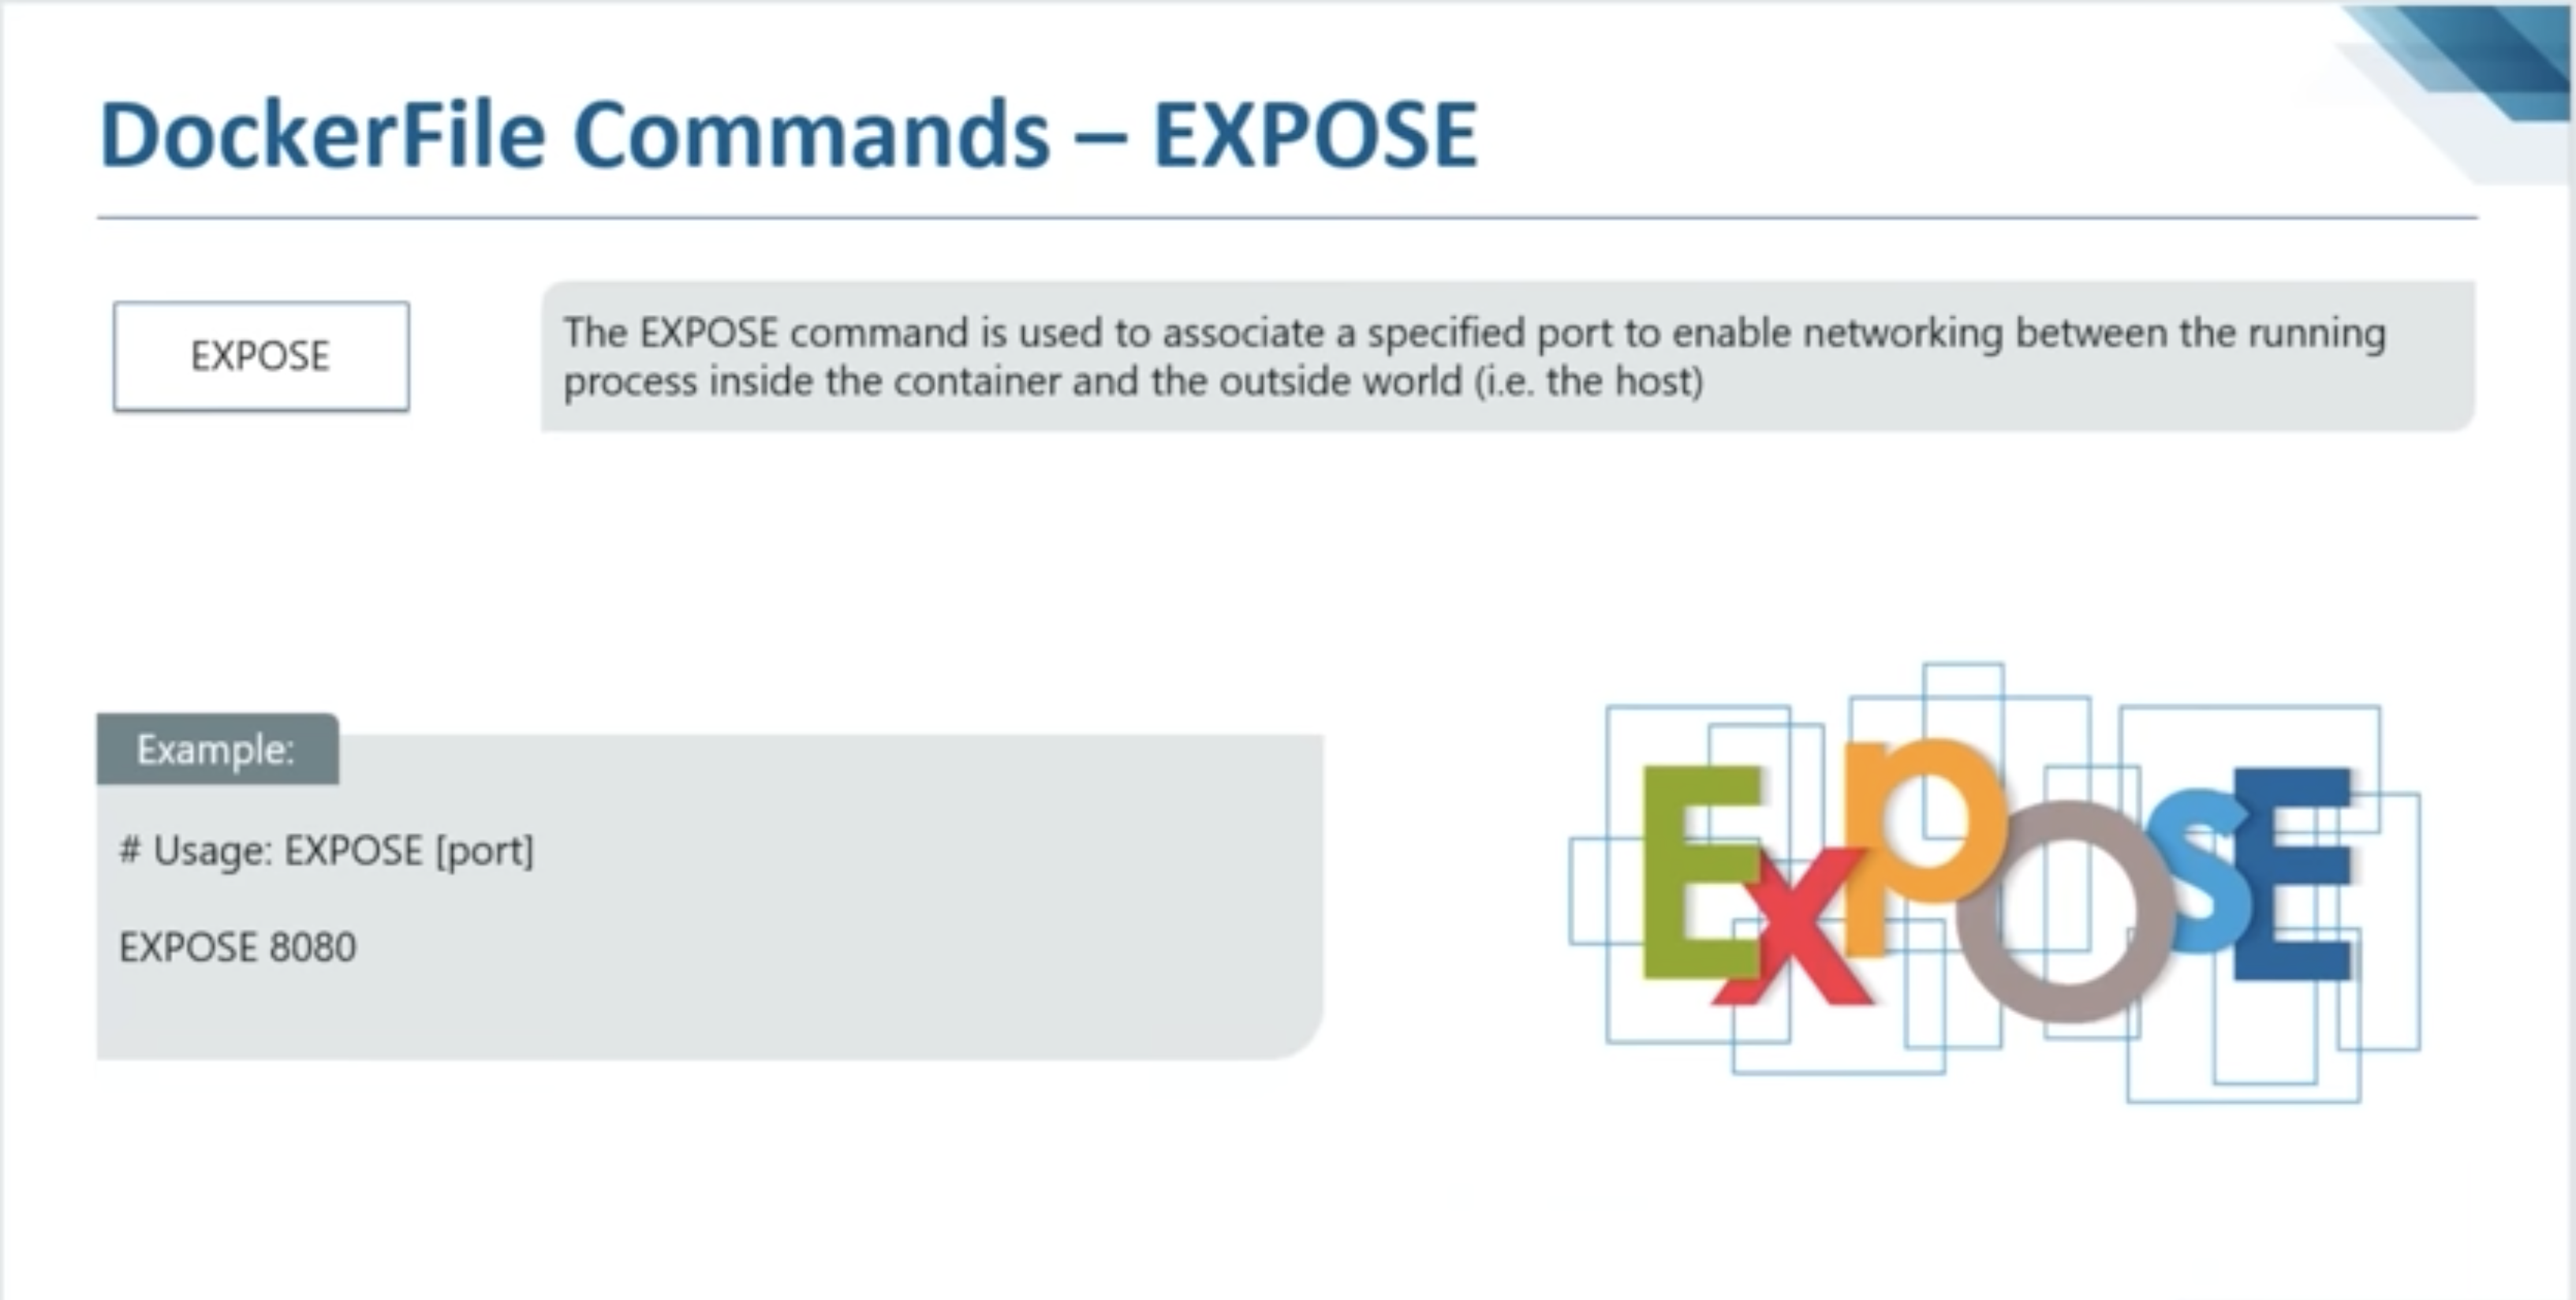 DockerFile Commands – EXPOSE
EXPOSE
The EXPOSE command is used to associate a specified port to enable networking between the running
process inside the container and the outside world (i.e. the host)
Example:
# Usage: EXPOSE [port]
EXPOSE 8080
ExpOsE